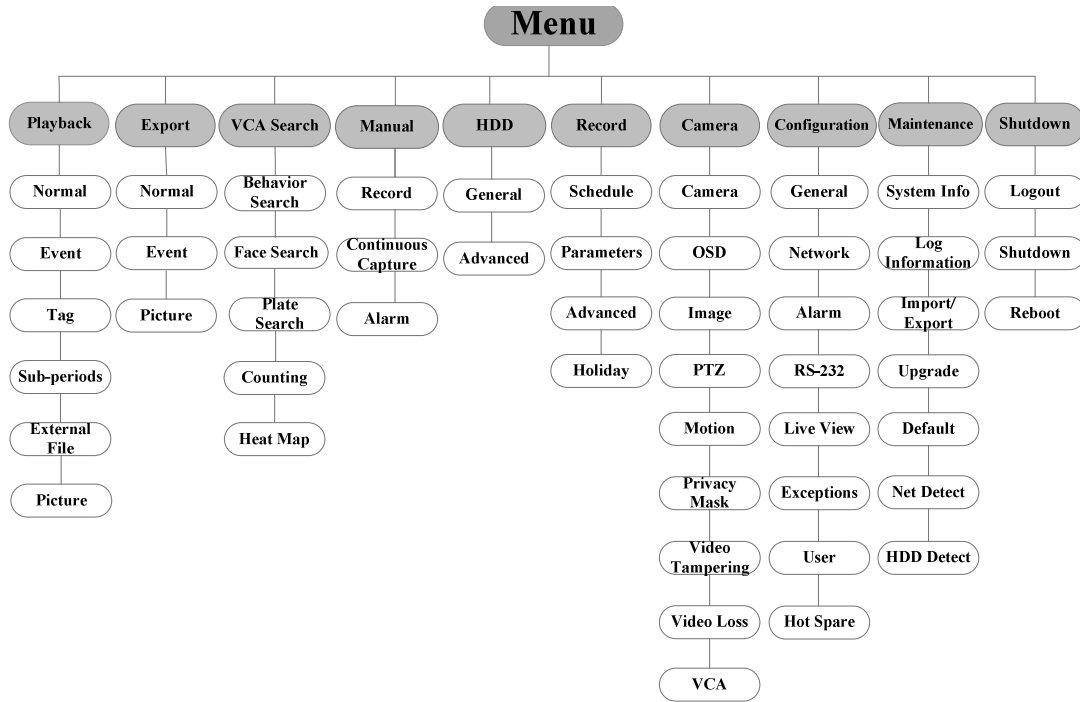 Menu
Playback
Export
VCA Search
Manual
HDD
Record
Camera
Configuration
Maintenance
Shutdown
Normal
Event
Tag
Sub-periods
External
File
Picture
Normal
Event
Picture
Behavior
Search
Face Search
Plate
Search
Counting
Heat Map
Record
Continuous
Capture
Alarm
General
Advanced
Schedule
Parameters
Advanced
Holiday
Camera
OSD
Image
PTZ
Motion
Privacy
Mask
Video
Tampering
Video Loss
VCA
General
Network
Alarm
RS-232
Live View
Exceptions
User
Hot Spare
System Info
Log
Information
Import/
Export
Upgrade
Default
Net Detect
HDD Detect
Logout
Shutdown
Reboot